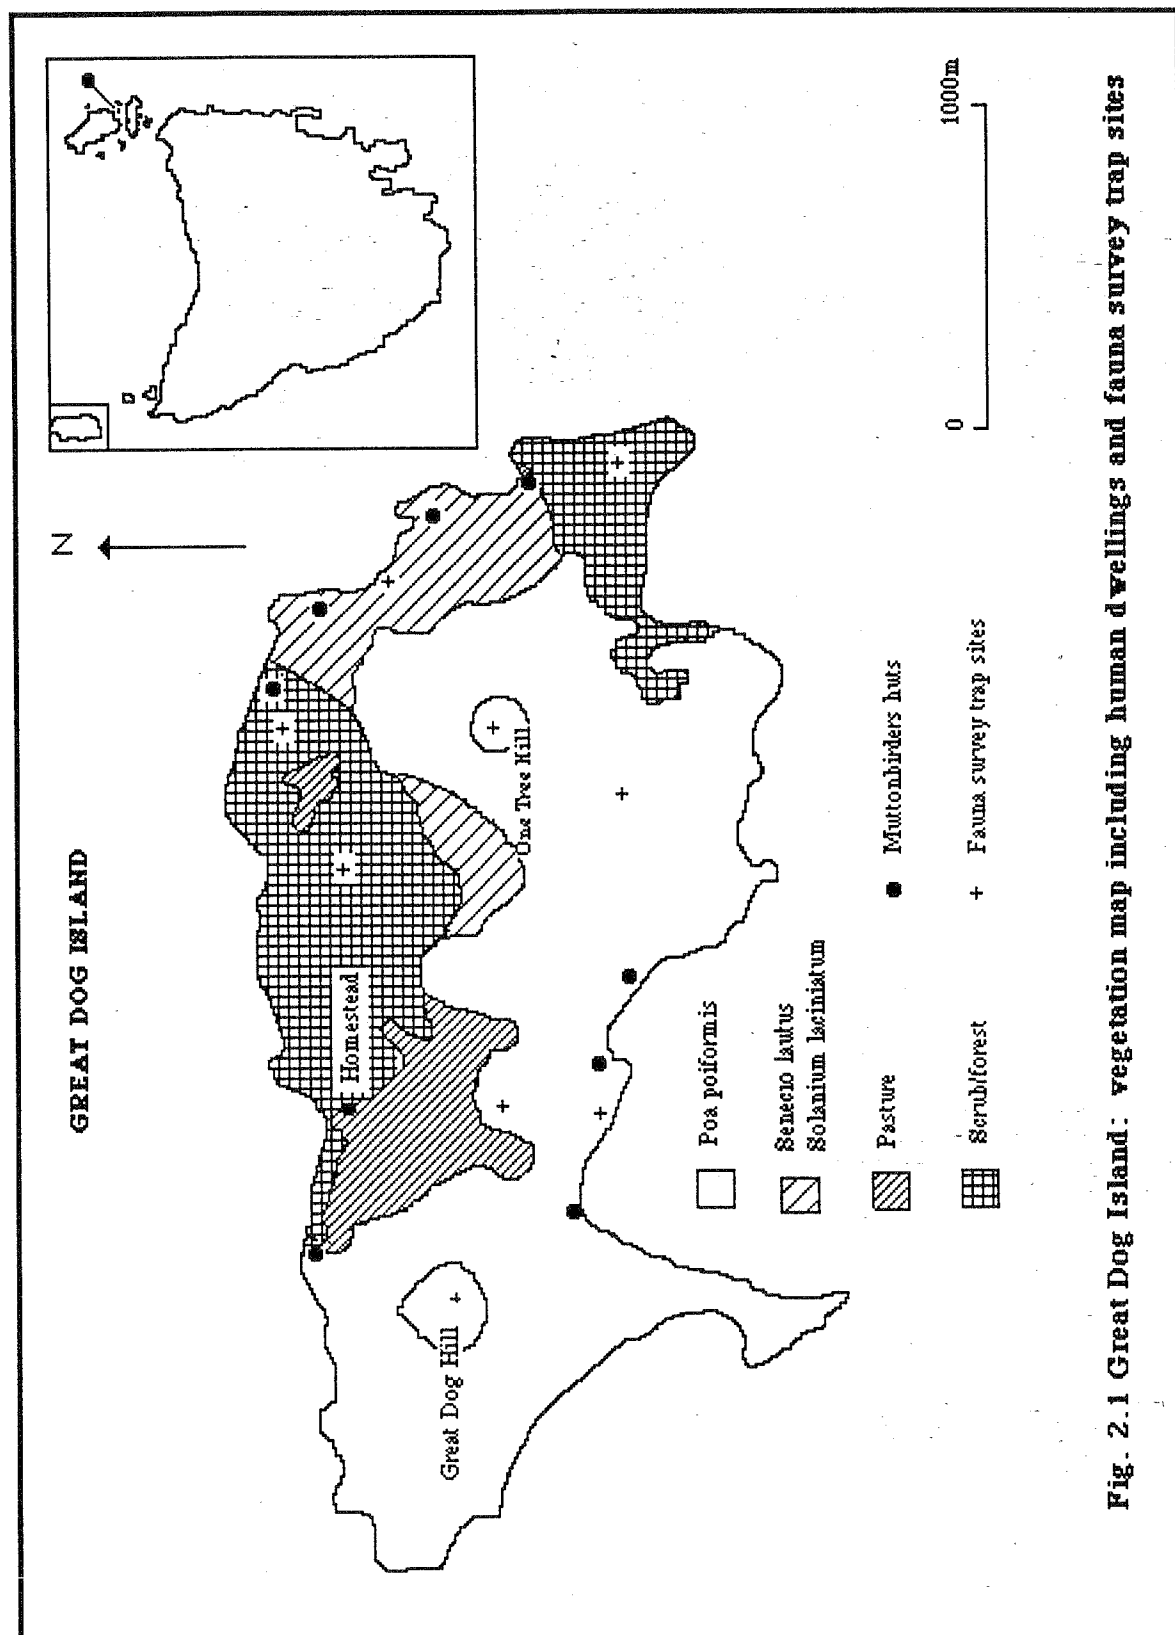 GREAT DOG ISLAND
N
Homestead
One Tree Hill
Great Dog Hill
Poa poiformis
Senecio lautus
Solanium laciniatum
Pasture
Scrub/forest
Muttonbirders huts
Fauna survey trap sites
0
1000m
Fig. 2.1 Great Dog Island: vegetation map including human dwellings and fauna survey trap sites